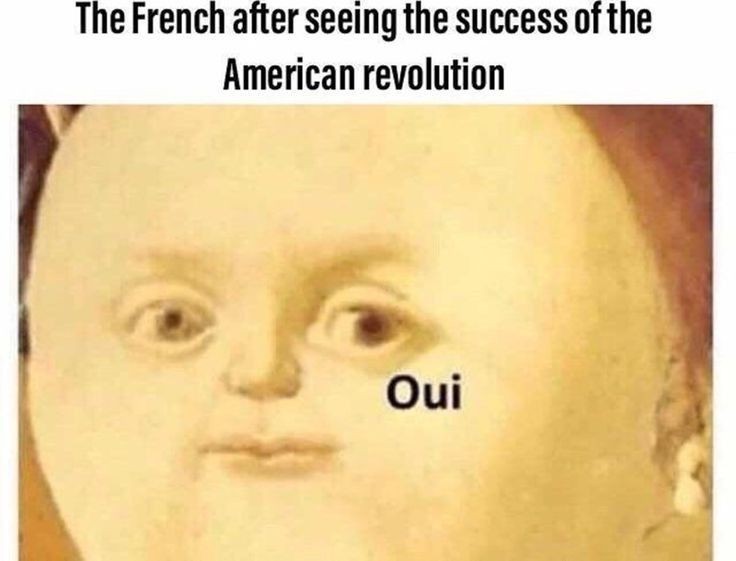 The French after seeing the success of the
American revolution
Oui